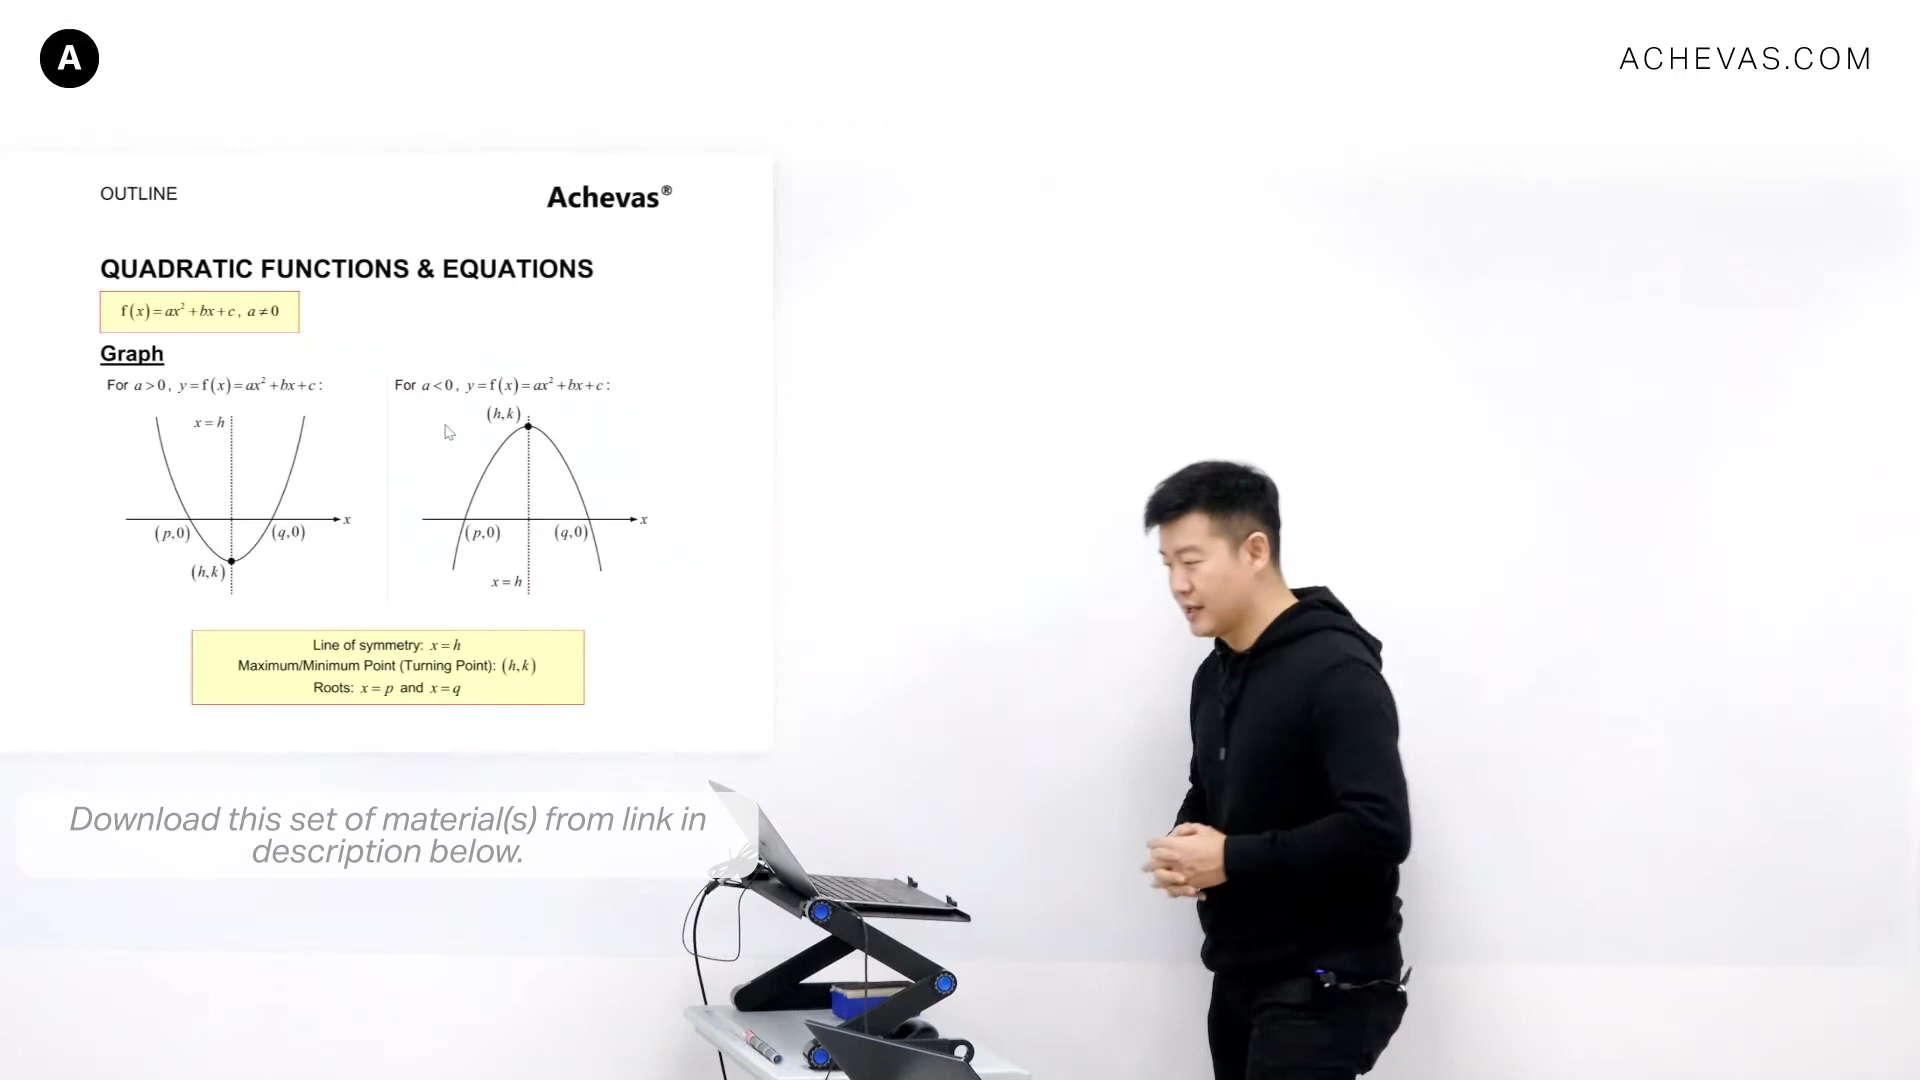 A
ACHEVAS.COM
OUTLINE
Achevas®
QUADRATIC FUNCTIONS & EQUATIONS
f(x)=ax²+bx+c, a≠0
Graph
For a>0, y=f(x)=ax²+bx+c:
x=h
x
(p,0)
(q,0)
(h,k)
For a<0, y=f(x)=ax²+bx+c:
(h,k)
x
(p,0)
(q,0)
x=h
Line of symmetry: x=h
Maximum/Minimum Point (Turning Point): (h,k)
Roots: x=p and x=q
Download this set of material(s) from link in
description below.